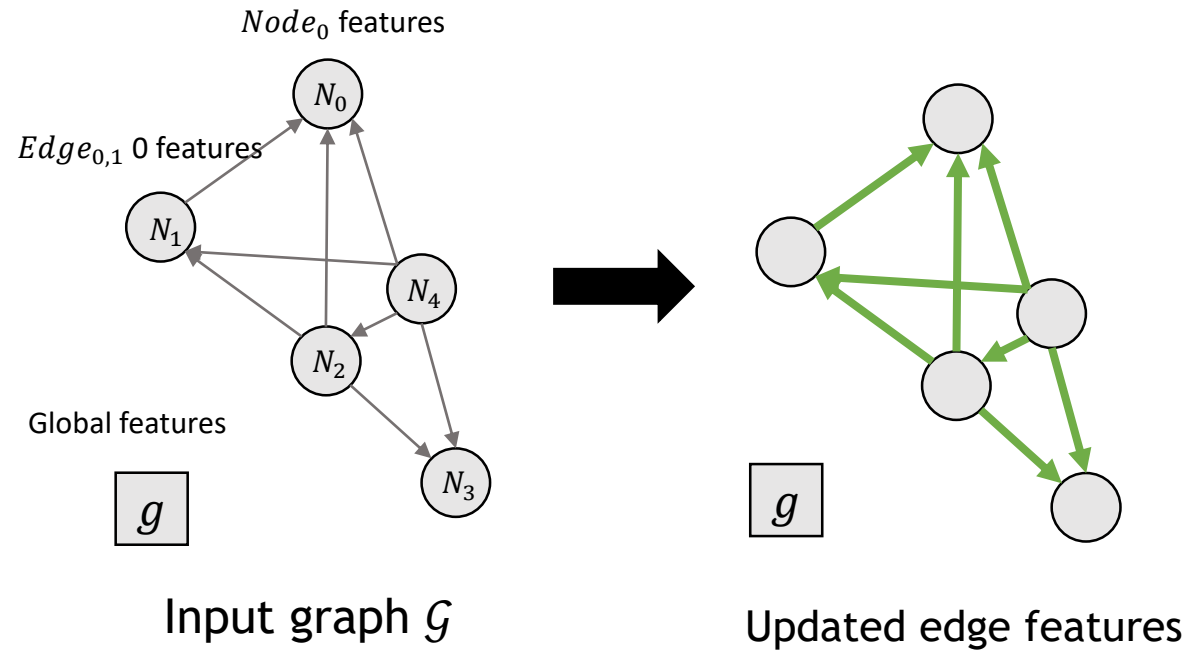 Node₀ features
N₀
Edge₀,₁ 0 features
N₁
N₄
N₂
Global features
N₃
g
g
Input graph 𝒢
Updated edge features